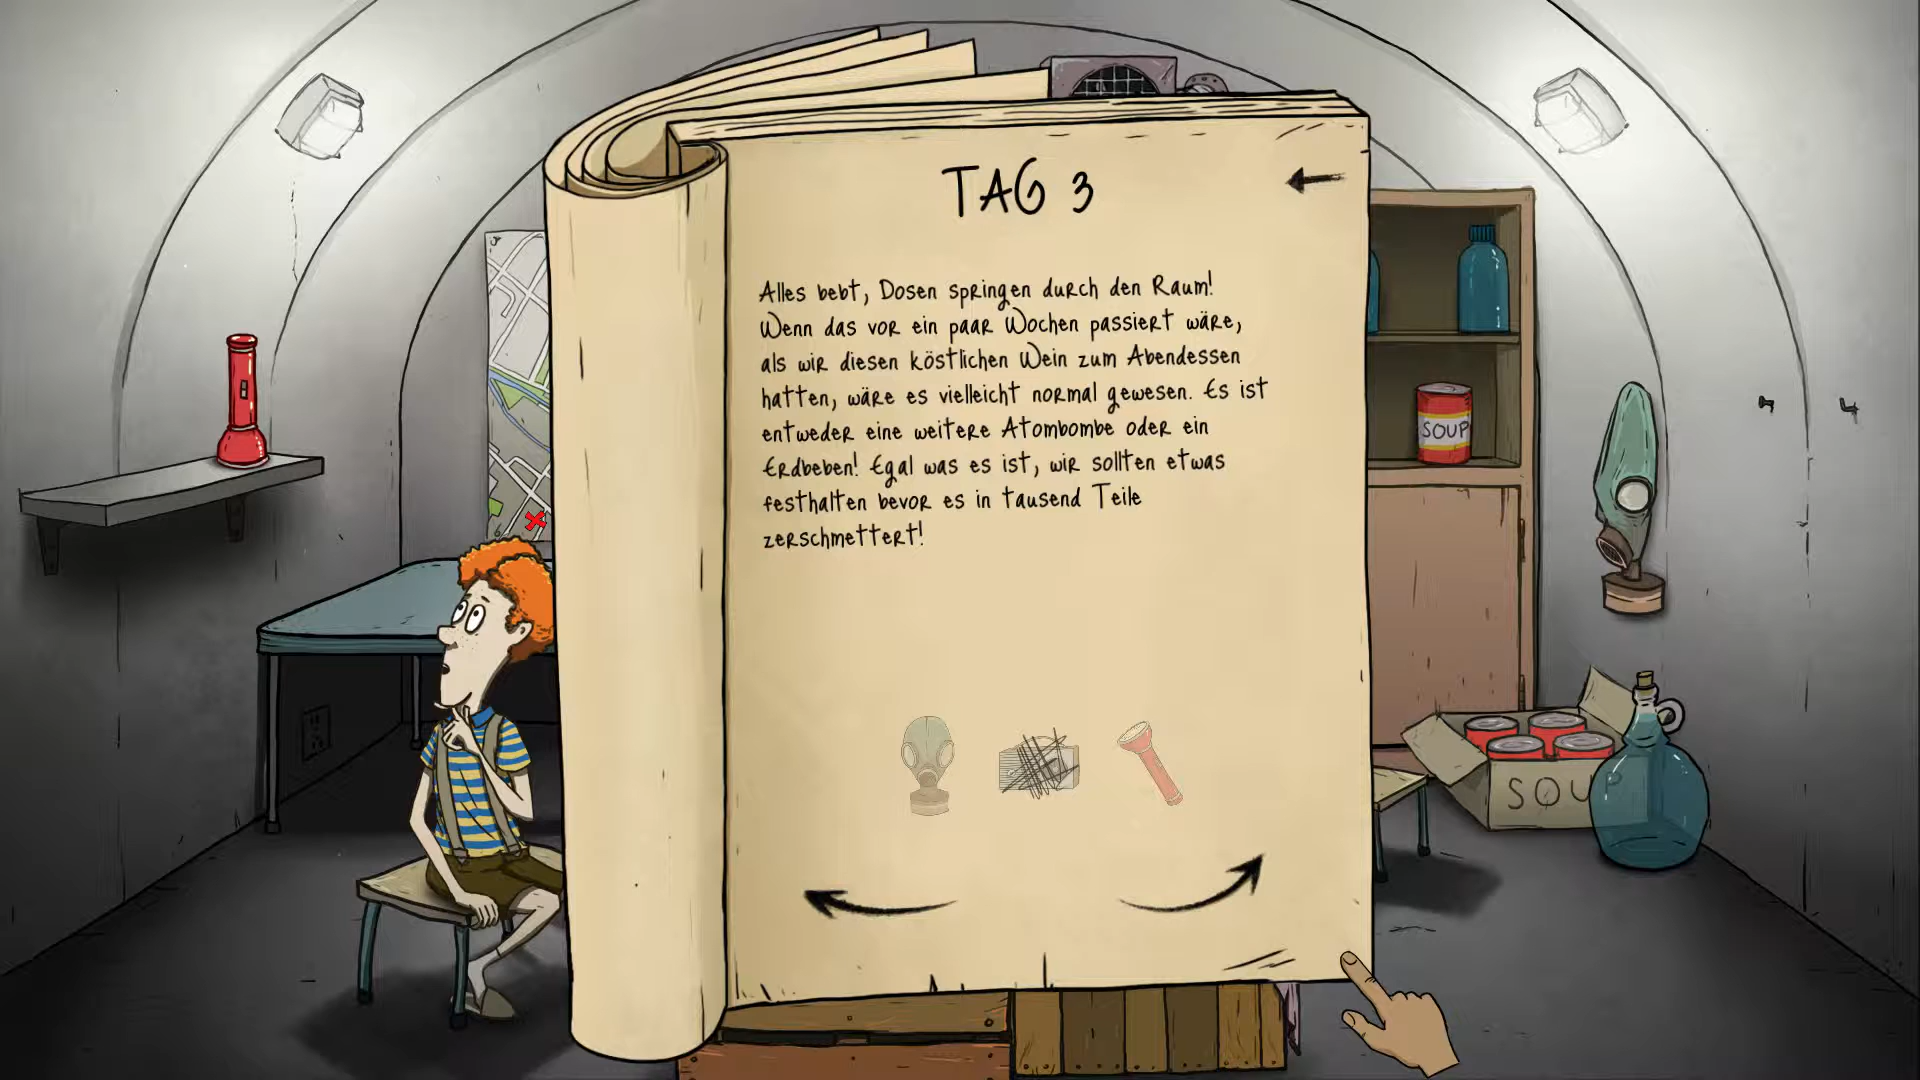 TAG 3
Alles bebt, Dosen springen durch den Raum!
Wenn das vor ein paar Wochen passiert wäre,
als wir diesen köstlichen Wein zum Abendessen
hatten, wäre es vielleicht normal gewesen. Es ist
entweder eine weitere Atombombe oder ein
Erdbeben! Egal was es ist, wir sollten etwas
festhalten bevor es in tausend Teile
zerschmettert!
SOUP
SOU